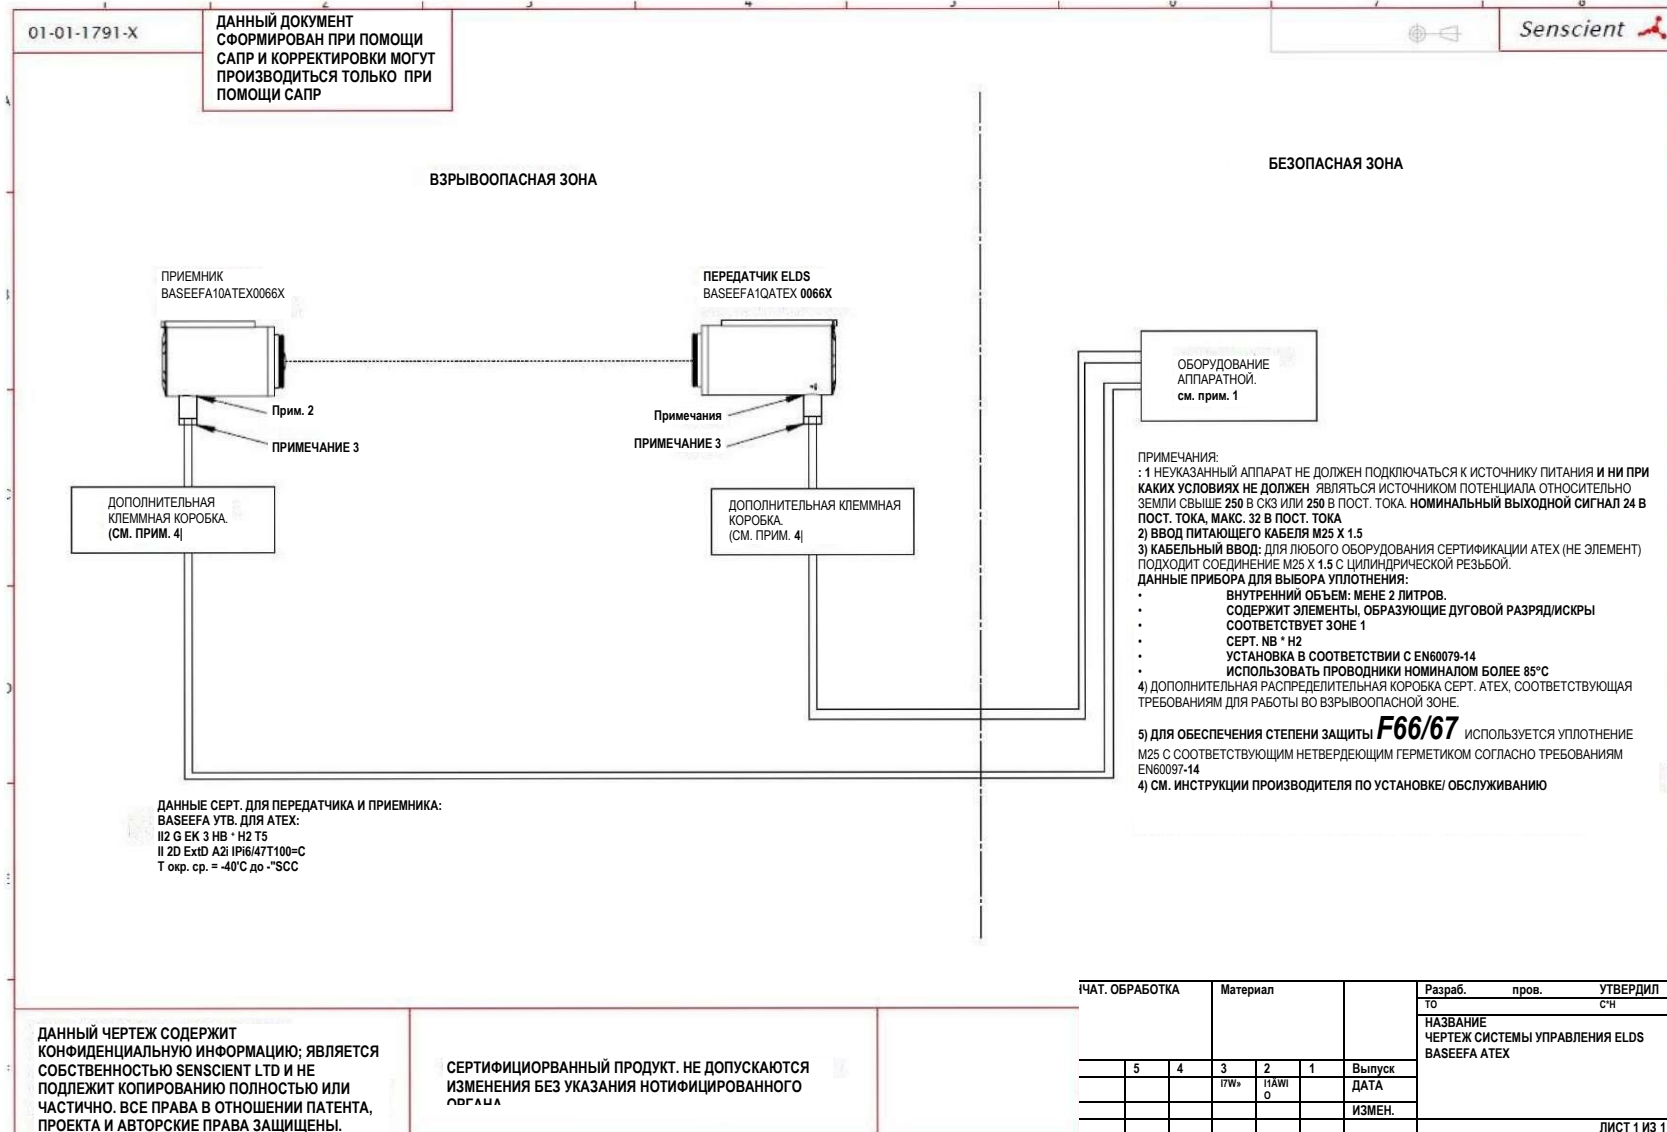 01-01-1791-X
ДАННЫЙ ДОКУМЕНТ
СФОРМИРОВАН ПРИ ПОМОЩИ
САПР И КОРРЕКТИРОВКИ МОГУТ
ПРОИЗВОДИТЬСЯ ТОЛЬКО ПРИ
ПОМОЩИ САПР
Senscient
ВЗРЫВООПАСНАЯ ЗОНА
БЕЗОПАСНАЯ ЗОНА
ПРИЕМНИК
BASEEFA10ATEX0066X
ПЕРЕДАТЧИК ELDS
BASEEFA1QATEX 0066X
Прим. 2
ПРИМЕЧАНИЕ 3
Примечания
ПРИМЕЧАНИЕ 3
ОБОРУДОВАНИЕ
АППАРАТНОЙ.
см. прим. 1
ДОПОЛНИТЕЛЬНАЯ
КЛЕММНАЯ КОРОБКА.
(СМ. ПРИМ. 4|
ДОПОЛНИТЕЛЬНАЯ КЛЕММНАЯ
КОРОБКА.
(СМ. ПРИМ. 4|
ПРИМЕЧАНИЯ:
: 1 НЕУКАЗАННЫЙ АППАРАТ НЕ ДОЛЖЕН ПОДКЛЮЧАТЬСЯ К ИСТОЧНИКУ ПИТАНИЯ И НИ ПРИ
КАКИХ УСЛОВИЯХ НЕ ДОЛЖЕН ЯВЛЯТЬСЯ ИСТОЧНИКОМ ПОТЕНЦИАЛА ОТНОСИТЕЛЬНО
ЗЕМЛИ СВЫШЕ 250 В СКЗ ИЛИ 250 В ПОСТ. ТОКА. НОМИНАЛЬНЫЙ ВЫХОДНОЙ СИГНАЛ 24 В
ПОСТ. ТОКА, МАКС. 32 В ПОСТ. ТОКА
2) ВВОД ПИТАЮЩЕГО КАБЕЛЯ M25 X 1.5
3) КАБЕЛЬНЫЙ ВВОД: ДЛЯ ЛЮБОГО ОБОРУДОВАНИЯ СЕРТИФИКАЦИИ ATEX (НЕ ЭЛЕМЕНТ)
ПОДХОДИТ СОЕДИНЕНИЕ M25 X 1.5 С ЦИЛИНДРИЧЕСКОЙ РЕЗЬБОЙ.
ДАННЫЕ ПРИБОРА ДЛЯ ВЫБОРА УПЛОТНЕНИЯ:
• ВНУТРЕННИЙ ОБЪЕМ: МЕНЕ 2 ЛИТРОВ.
• СОДЕРЖИТ ЭЛЕМЕНТЫ, ОБРАЗУЮЩИЕ ДУГОВОЙ РАЗРЯД/ИСКРЫ
• СООТВЕТСТВУЕТ ЗОНЕ 1
• СЕРТ. NB * H2
• УСТАНОВКА В СООТВЕТСТВИИ С EN60079-14
• ИСПОЛЬЗОВАТЬ ПРОВОДНИКИ НОМИНАЛОМ БОЛЕЕ 85°C
4) ДОПОЛНИТЕЛЬНАЯ РАСПРЕДЕЛИТЕЛЬНАЯ КОРОБКА СЕРТ. ATEX, СООТВЕТСТВУЮЩАЯ
ТРЕБОВАНИЯМ ДЛЯ РАБОТЫ ВО ВЗРЫВООПАСНОЙ ЗОНЕ.
5) ДЛЯ ОБЕСПЕЧЕНИЯ СТЕПЕНИ ЗАЩИТЫ F66/67 ИСПОЛЬЗУЕТСЯ УПЛОТНЕНИЕ
M25 С СООТВЕТСТВУЮЩИМ НЕТВЕРДЕЮЩИМ ГЕРМЕТИКОМ СОГЛАСНО ТРЕБОВАНИЯМ
EN60097-14
4) СМ. ИНСТРУКЦИИ ПРОИЗВОДИТЕЛЯ ПО УСТАНОВКЕ/ ОБСЛУЖИВАНИЮ
ДАННЫЕ СЕРТ. ДЛЯ ПЕРЕДАТЧИКА И ПРИЕМНИКА:
BASEEFA УТВ. ДЛЯ ATEX:
II2 G EK 3 HB * H2 T5
II 2D ExtD A2i IPi6/47T100=C
Т окр. ср. = -40'C до -"SCC
ДАННЫЙ ЧЕРТЕЖ СОДЕРЖИТ
КОНФИДЕНЦИАЛЬНУЮ ИНФОРМАЦИЮ; ЯВЛЯЕТСЯ
СОБСТВЕННОСТЬЮ SENSCIENT LTD И НЕ
ПОДЛЕЖИТ КОПИРОВАНИЮ ПОЛНОСТЬЮ ИЛИ
ЧАСТИЧНО. ВСЕ ПРАВА В ОТНОШЕНИИ ПАТЕНТА,
ПРОЕКТА И АВТОРСКИЕ ПРАВА ЗАЩИЩЕНЫ.
СЕРТИФИЦИОРВАННЫЙ ПРОДУКТ. НЕ ДОПУСКАЮТСЯ
ИЗМЕНЕНИЯ БЕЗ УКАЗАНИЯ НОТИФИЦИРОВАННОГО
ОРГАНА
ЧАТ. ОБРАБОТКА Материал
Разраб. пров. УТВЕРДИЛ
ТО С*Н
НАЗВАНИЕ
ЧЕРТЕЖ СИСТЕМЫ УПРАВЛЕНИЯ ELDS
BASEEFA ATEX
5 4 3 2 1 Выпуск
I7W» I1ÄWI ДАТА
O
ИЗМЕН.
ЛИСТ 1 ИЗ 1